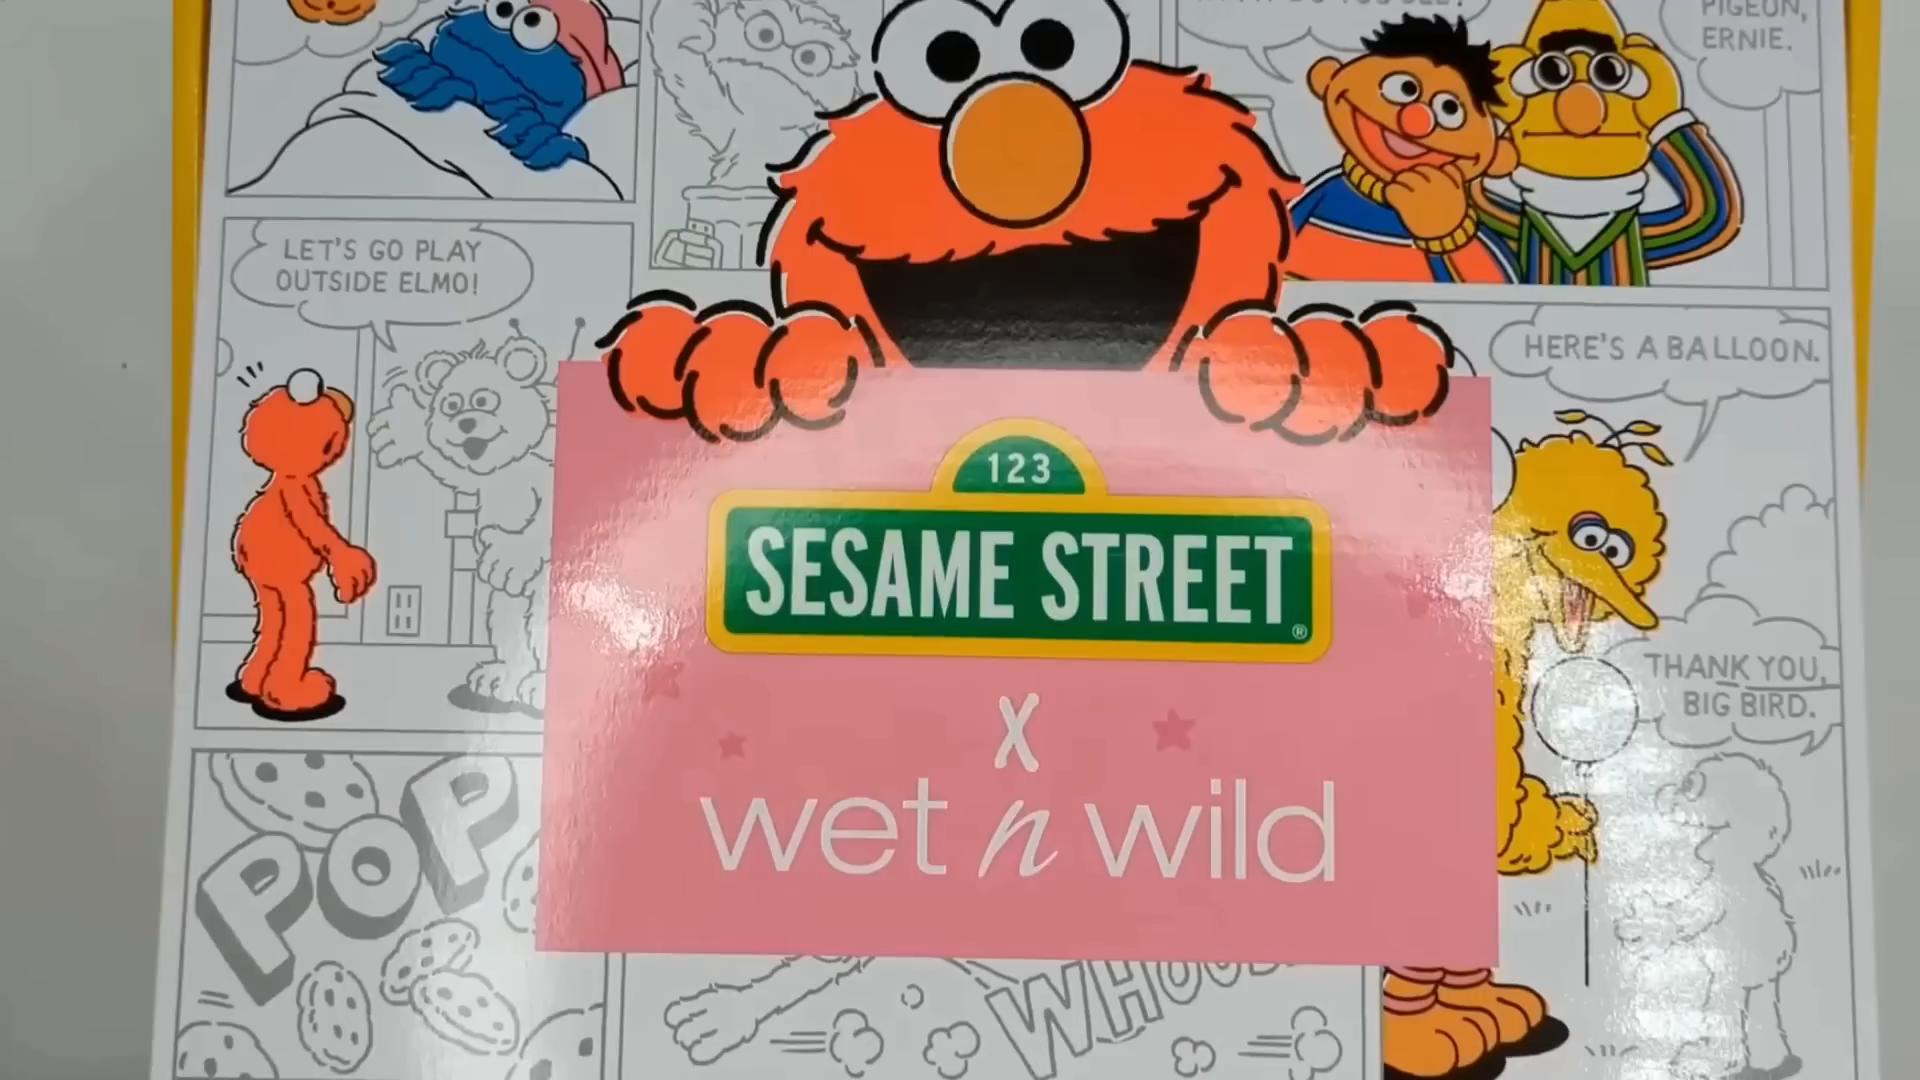 PIGEON,
ERNIE.
LET'S GO PLAY
OUTSIDE ELMO!
HERE'S A BALLOON.
123
SESAME STREET®
THANK YOU,
BIG BIRD.
X
wet n wild
POP